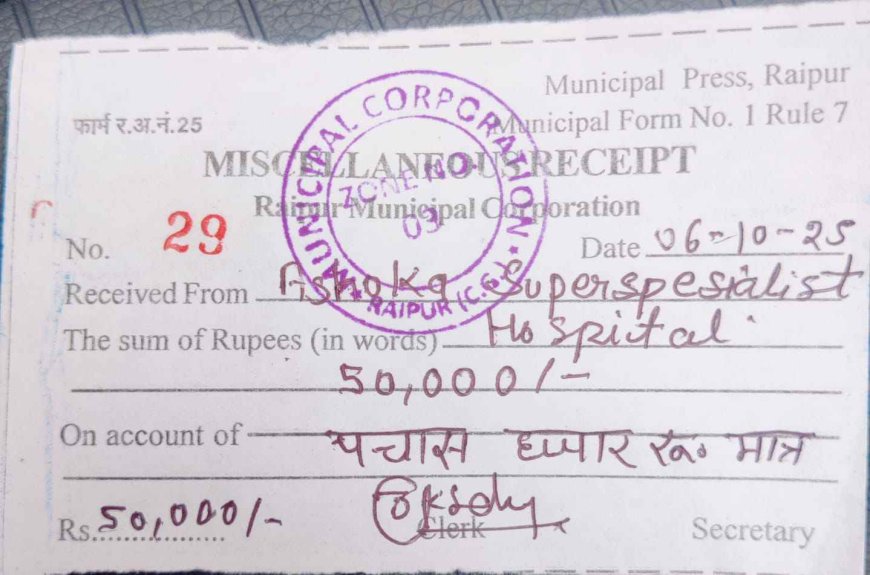 Municipal Press, Raipur
फार्म र.अ.नं.25
Municipal Form No. 1 Rule 7
MISCELLANEOUS RECEIPT
Raipur Municipal Corporation
No. 29
Date 06-10-25
Received From Ashoka Superspesialist
The sum of Rupees (in words) Hospital
50,000/-
On account of पचास हजार रू० मात्र
Rs. 50,000/-
Clerk
Secretary
MUNICIPAL CORPORATION
ZONE NO
03
RAIPUR (C.G.)